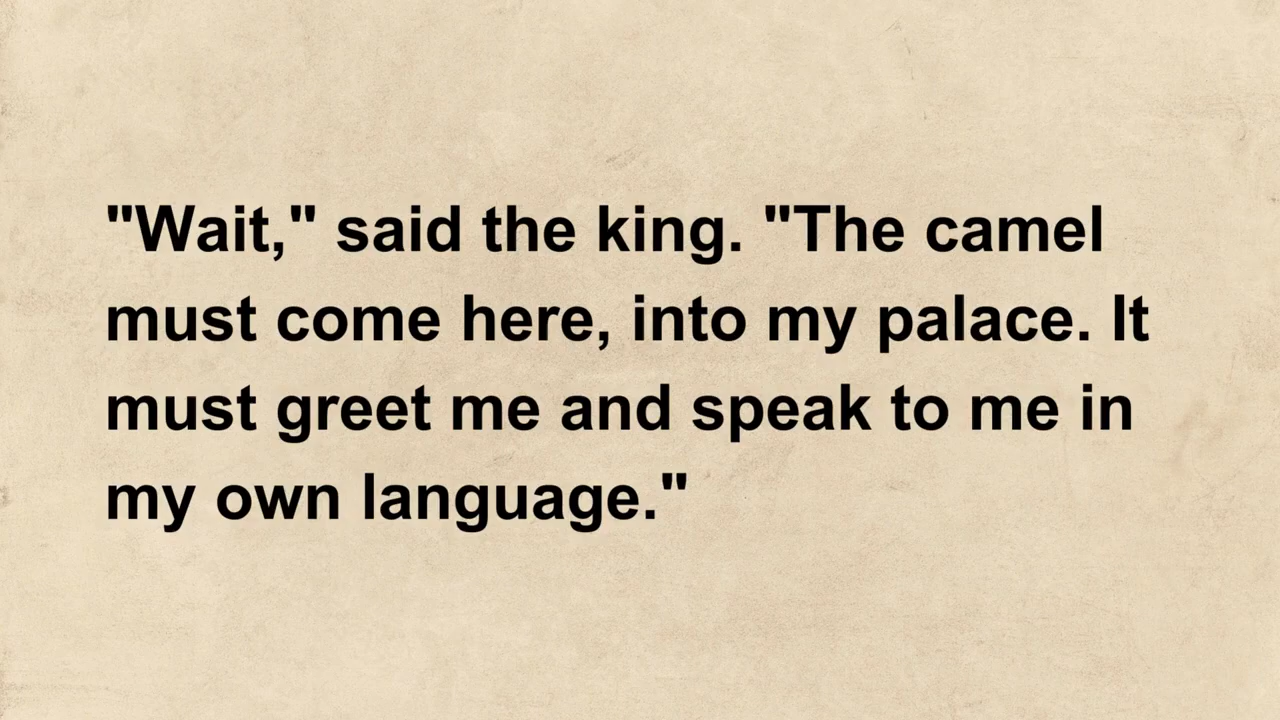 "Wait," said the king. "The camel
must come here, into my palace. It
must greet me and speak to me in
my own language."